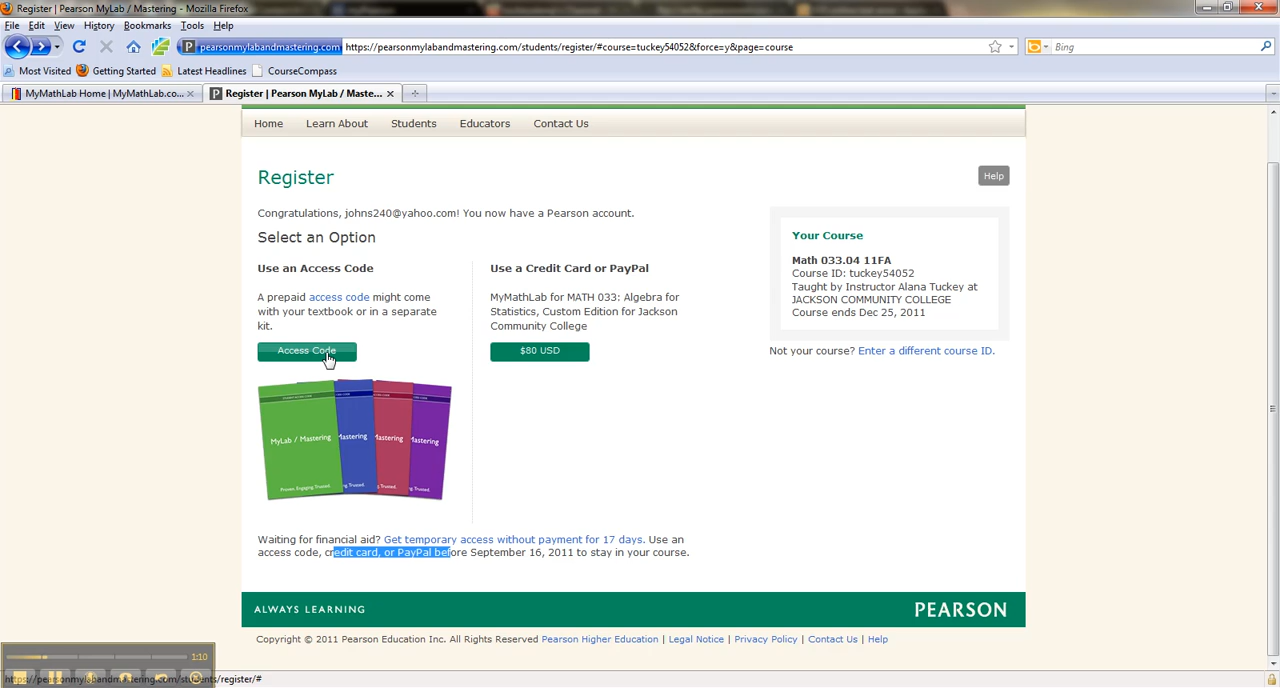 Register | Pearson MyLab / Mastering - Mozilla Firefox
File Edit View History Bookmarks Tools Help
pearsonmylabandmastering.com https://pearsonmylabandmastering.com/students/register/#course=tuckey54052&force=y&page=course
Bing
Most Visited Getting Started Latest Headlines CourseCompass
MyMathLab Home | MyMathLab.co... Register | Pearson MyLab / Maste...
Home Learn About Students Educators Contact Us
Register
Help
Congratulations, johns240@yahoo.com! You now have a Pearson account.
Select an Option
Use an Access Code
A prepaid access code might come
with your textbook or in a separate
kit.
Access Code
MyLab / Mastering
Mastering
Mastering
Mastering
Use a Credit Card or PayPal
MyMathLab for MATH 033: Algebra for
Statistics, Custom Edition for Jackson
Community College
$80 USD
Your Course
Math 033.04 11FA
Course ID: tuckey54052
Taught by Instructor Alana Tuckey at
JACKSON COMMUNITY COLLEGE
Course ends Dec 25, 2011
Not your course? Enter a different course ID.
Waiting for financial aid? Get temporary access without payment for 17 days. Use an
access code, credit card, or PayPal before September 16, 2011 to stay in your course.
ALWAYS LEARNING PEARSON
Copyright © 2011 Pearson Education Inc. All Rights Reserved Pearson Higher Education | Legal Notice | Privacy Policy | Contact Us | Help
1:10
https://pearsonmylabandmastering.com/students/register/#